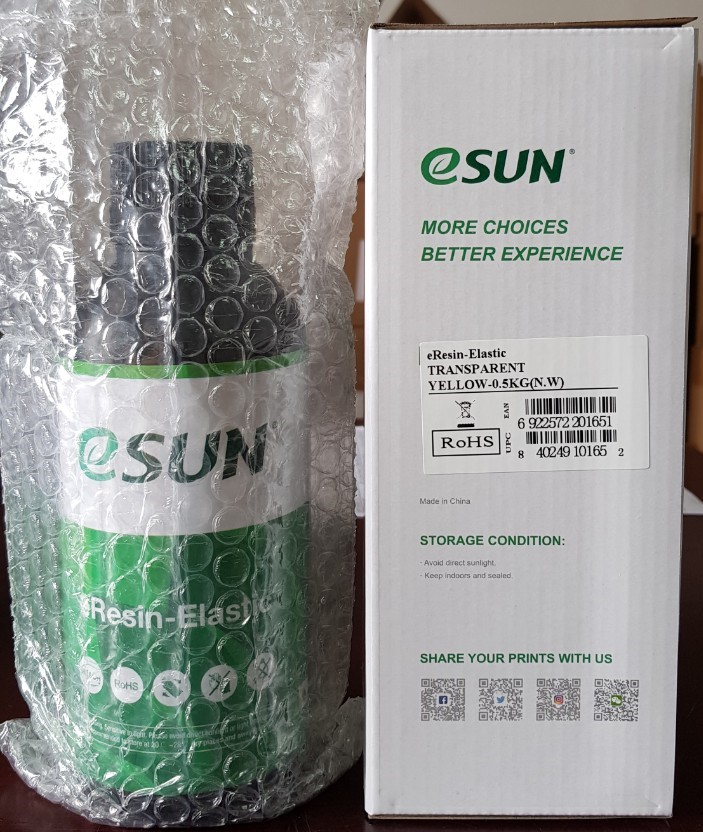 eSUN
eResin-Elastic
RoHS
eSUN®
MORE CHOICES
BETTER EXPERIENCE
eResin-Elastic
TRANSPARENT
YELLOW-0.5KG(N.W)
EAN
6 922572 201651
RoHS
UPC
8 40249 10165 2
Made in China
STORAGE CONDITION:
· Avoid direct sunlight.
· Keep indoors and sealed
SHARE YOUR PRINTS WITH US